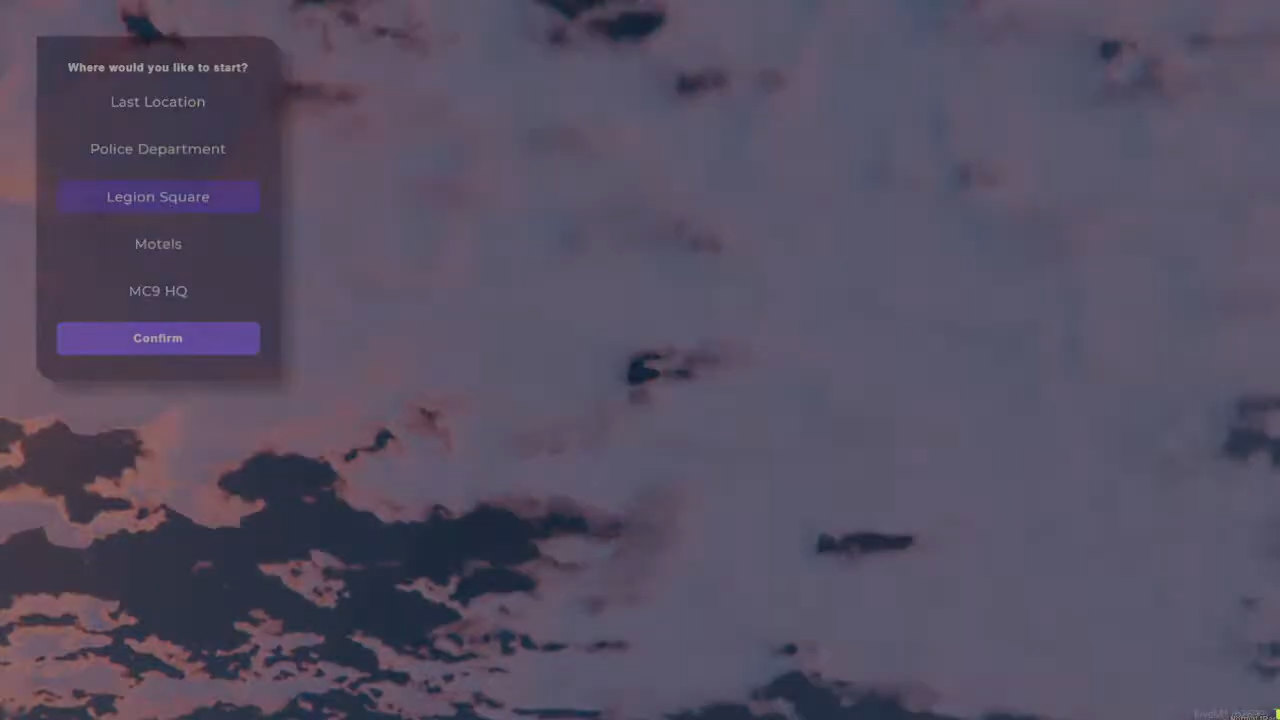 Where would you like to start?
Last Location
Police Department
Legion Square
Motels
MC9 HQ
Confirm